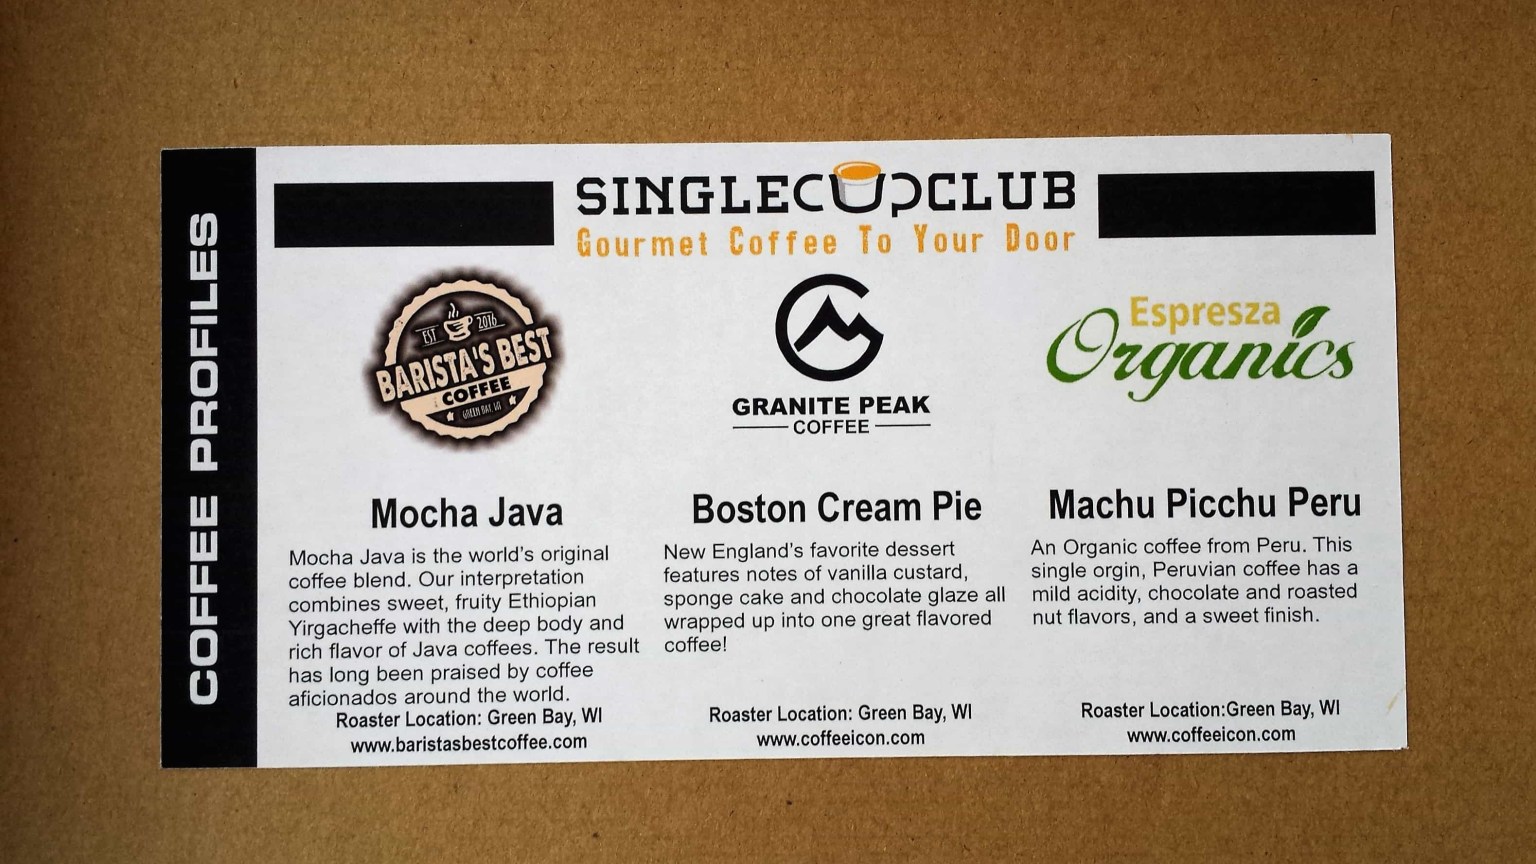 COFFEE PROFILES
SINGLECUPCLUB
Gourmet Coffee To Your Door
EST 2016
BARISTA'S BEST
COFFEE
GREEN BAY, WI
GRANITE PEAK
COFFEE
Espresza
Organics
Mocha Java
Mocha Java is the world's original
coffee blend. Our interpretation
combines sweet, fruity Ethiopian
Yirgacheffe with the deep body and
rich flavor of Java coffees. The result
has long been praised by coffee
aficionados around the world.
Roaster Location: Green Bay, WI
www.baristasbestcoffee.com
Boston Cream Pie
New England's favorite dessert
features notes of vanilla custard,
sponge cake and chocolate glaze all
wrapped up into one great flavored
coffee!
Roaster Location: Green Bay, WI
www.coffeeicon.com
Machu Picchu Peru
An Organic coffee from Peru. This
single orgin, Peruvian coffee has a
mild acidity, chocolate and roasted
nut flavors, and a sweet finish.
Roaster Location:Green Bay, WI
www.coffeeicon.com